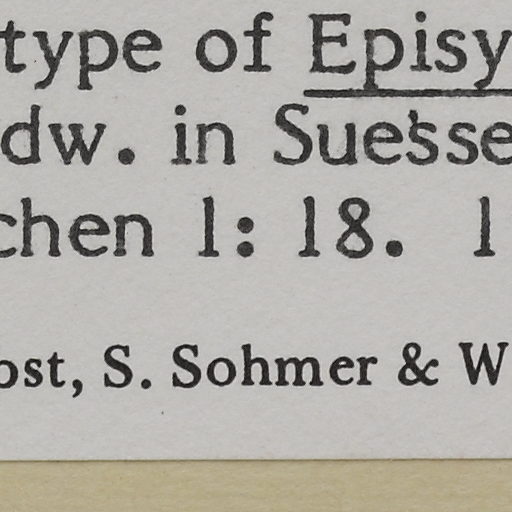 type of Episy
dw. in Suesse
chen 1: 18. 1
ost, S. Sohmer & W